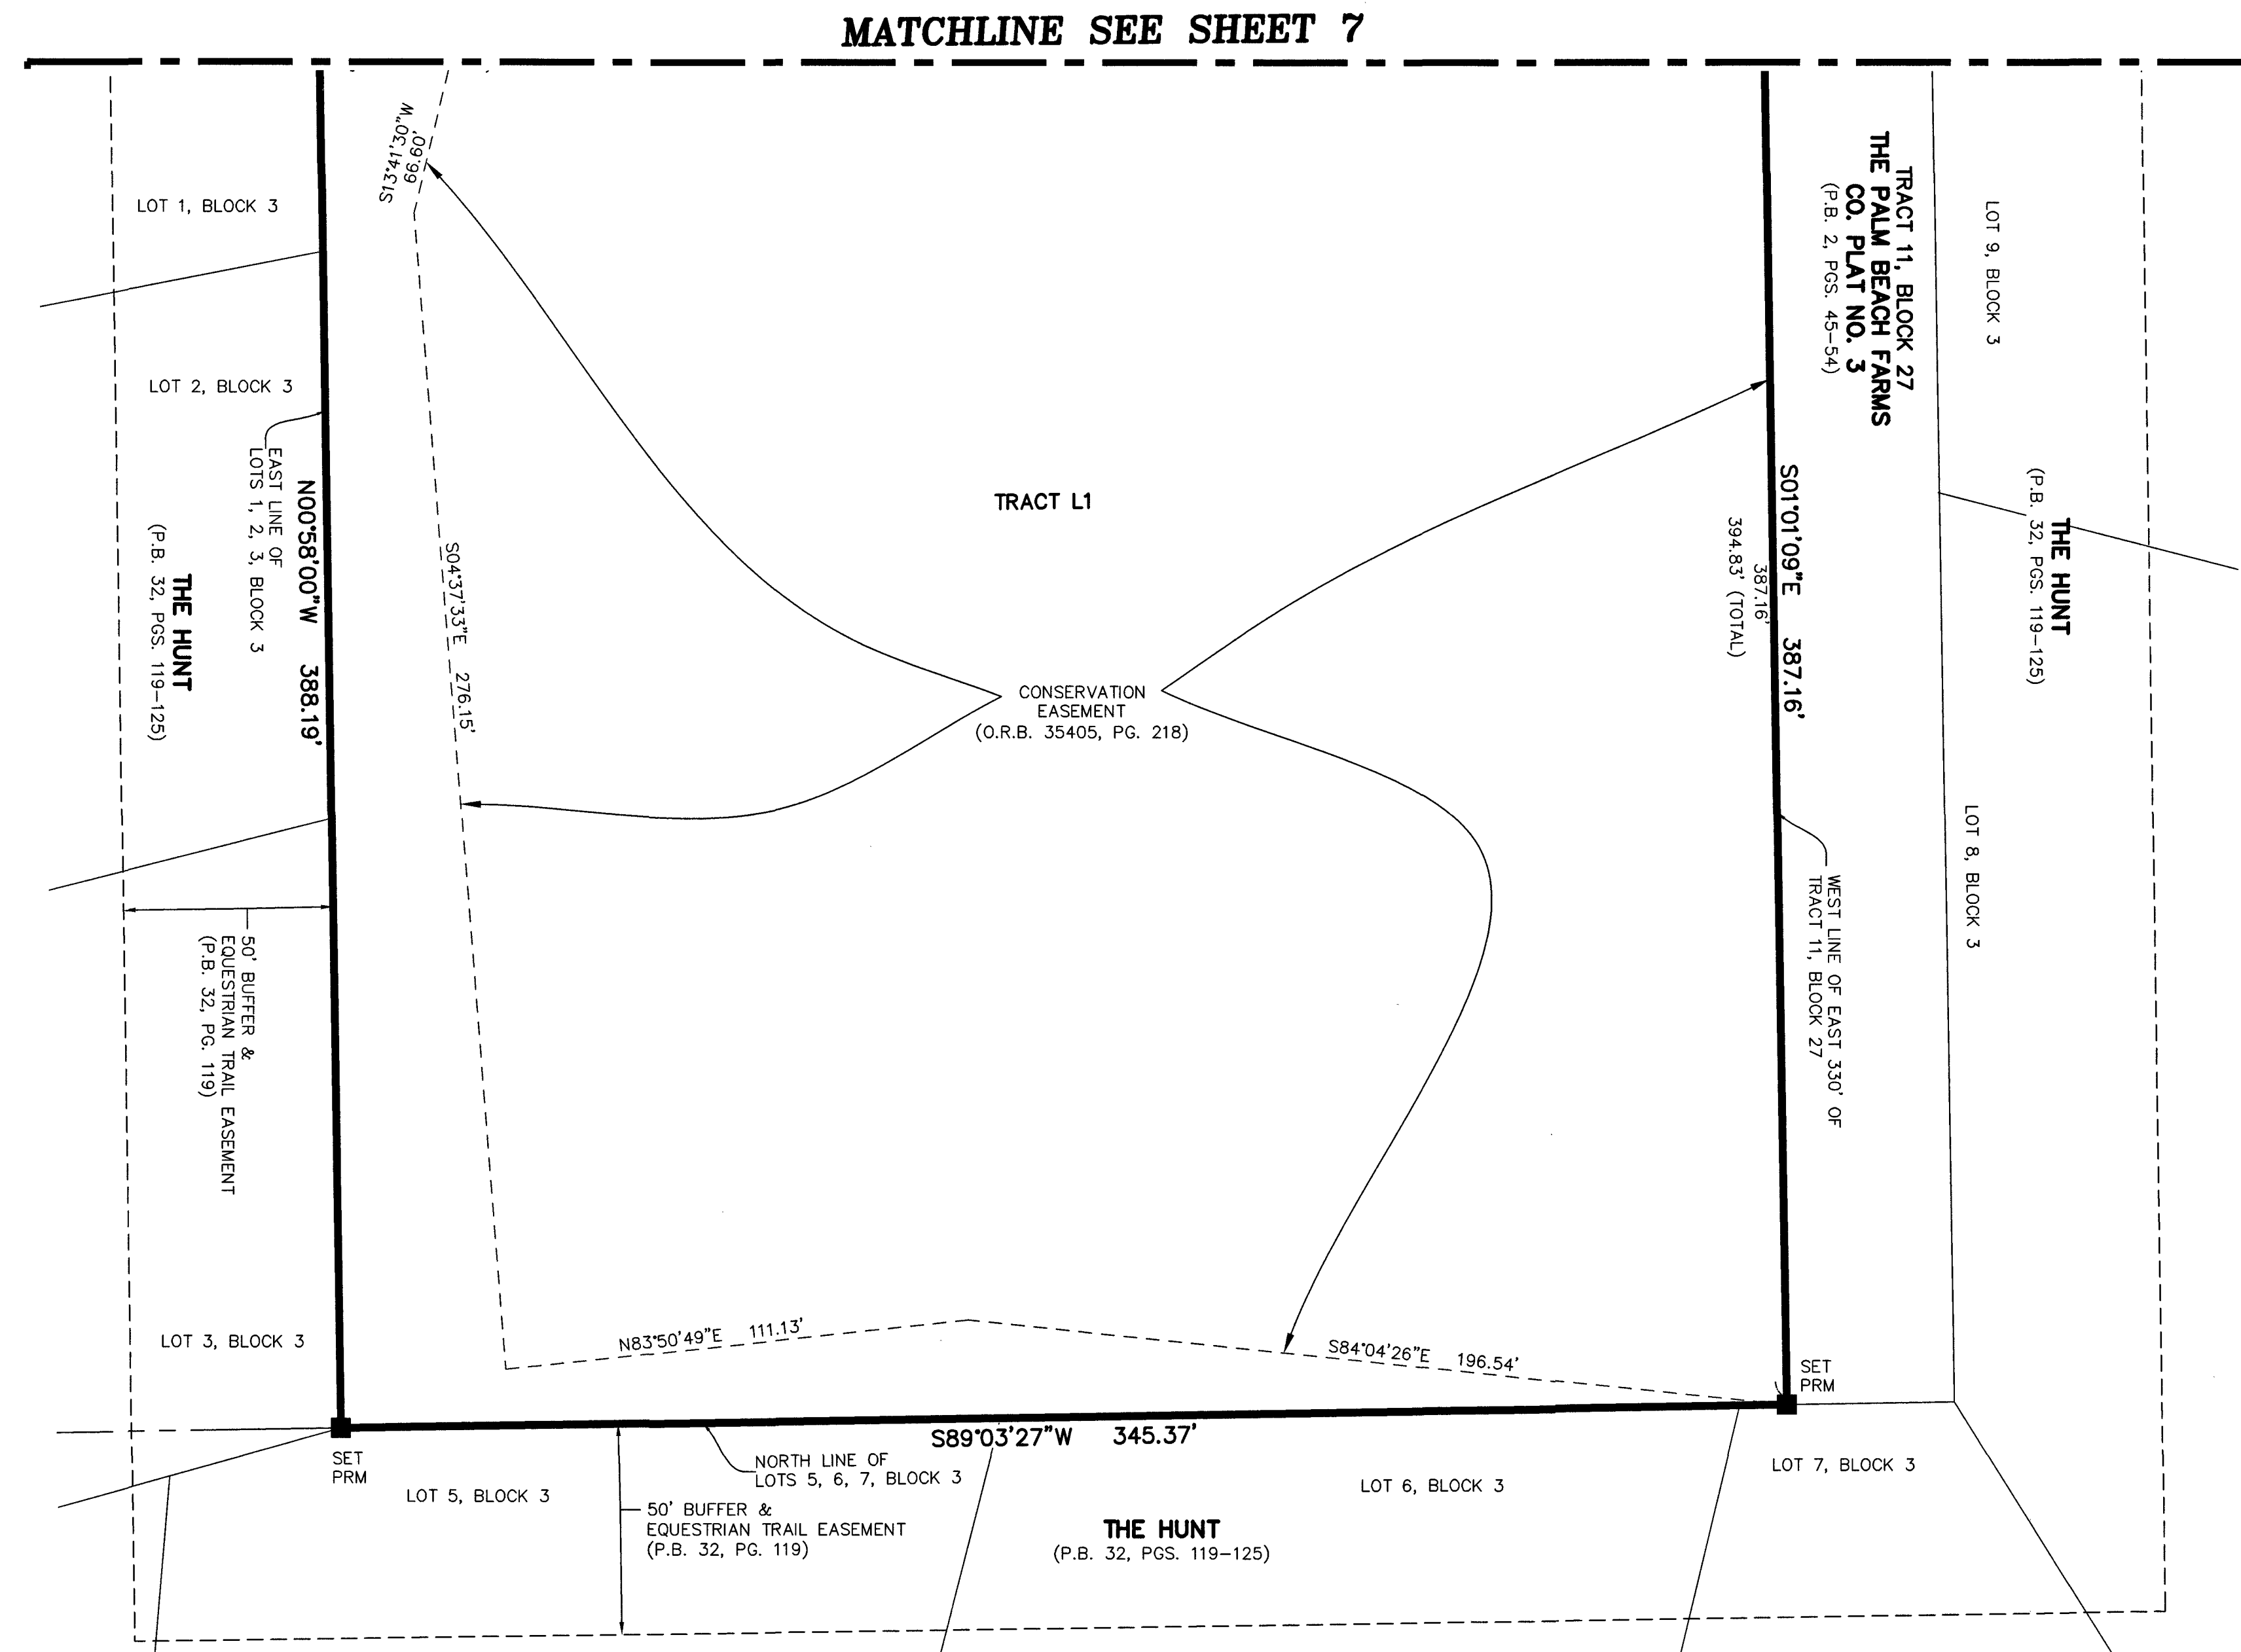 MATCHLINE SEE SHEET 7
S13°41'30"W
66.60'
LOT 1, BLOCK 3
LOT 2, BLOCK 3
EAST LINE OF
LOTS 1, 2, 3, BLOCK 3
N00°58'00"W 388.19'
THE HUNT
(P.B. 32, PGS. 119-125)
S04°37'33"E 276.15'
50' BUFFER &
EQUESTRIAN TRAIL EASEMENT
(P.B. 32, PG. 119)
LOT 3, BLOCK 3
TRACT L1
CONSERVATION
EASEMENT
(O.R.B. 35405, PG. 218)
TRACT 11, BLOCK 27
THE PALM BEACH FARMS
CO. PLAT NO. 3
(P.B. 2, PGS. 45-54)
S01°01'09"E 387.16'
387.16'
394.83' (TOTAL)
WEST LINE OF EAST 330' OF
TRACT 11, BLOCK 27
LOT 9, BLOCK 3
THE HUNT
(P.B. 32, PGS. 119-125)
LOT 8, BLOCK 3
N83°50'49"E 111.13'
S84°04'26"E 196.54'
SET
PRM
S89°03'27"W 345.37'
SET
PRM
NORTH LINE OF
LOTS 5, 6, 7, BLOCK 3
LOT 5, BLOCK 3
LOT 6, BLOCK 3
LOT 7, BLOCK 3
50' BUFFER &
EQUESTRIAN TRAIL EASEMENT
(P.B. 32, PG. 119)
THE HUNT
(P.B. 32, PGS. 119-125)